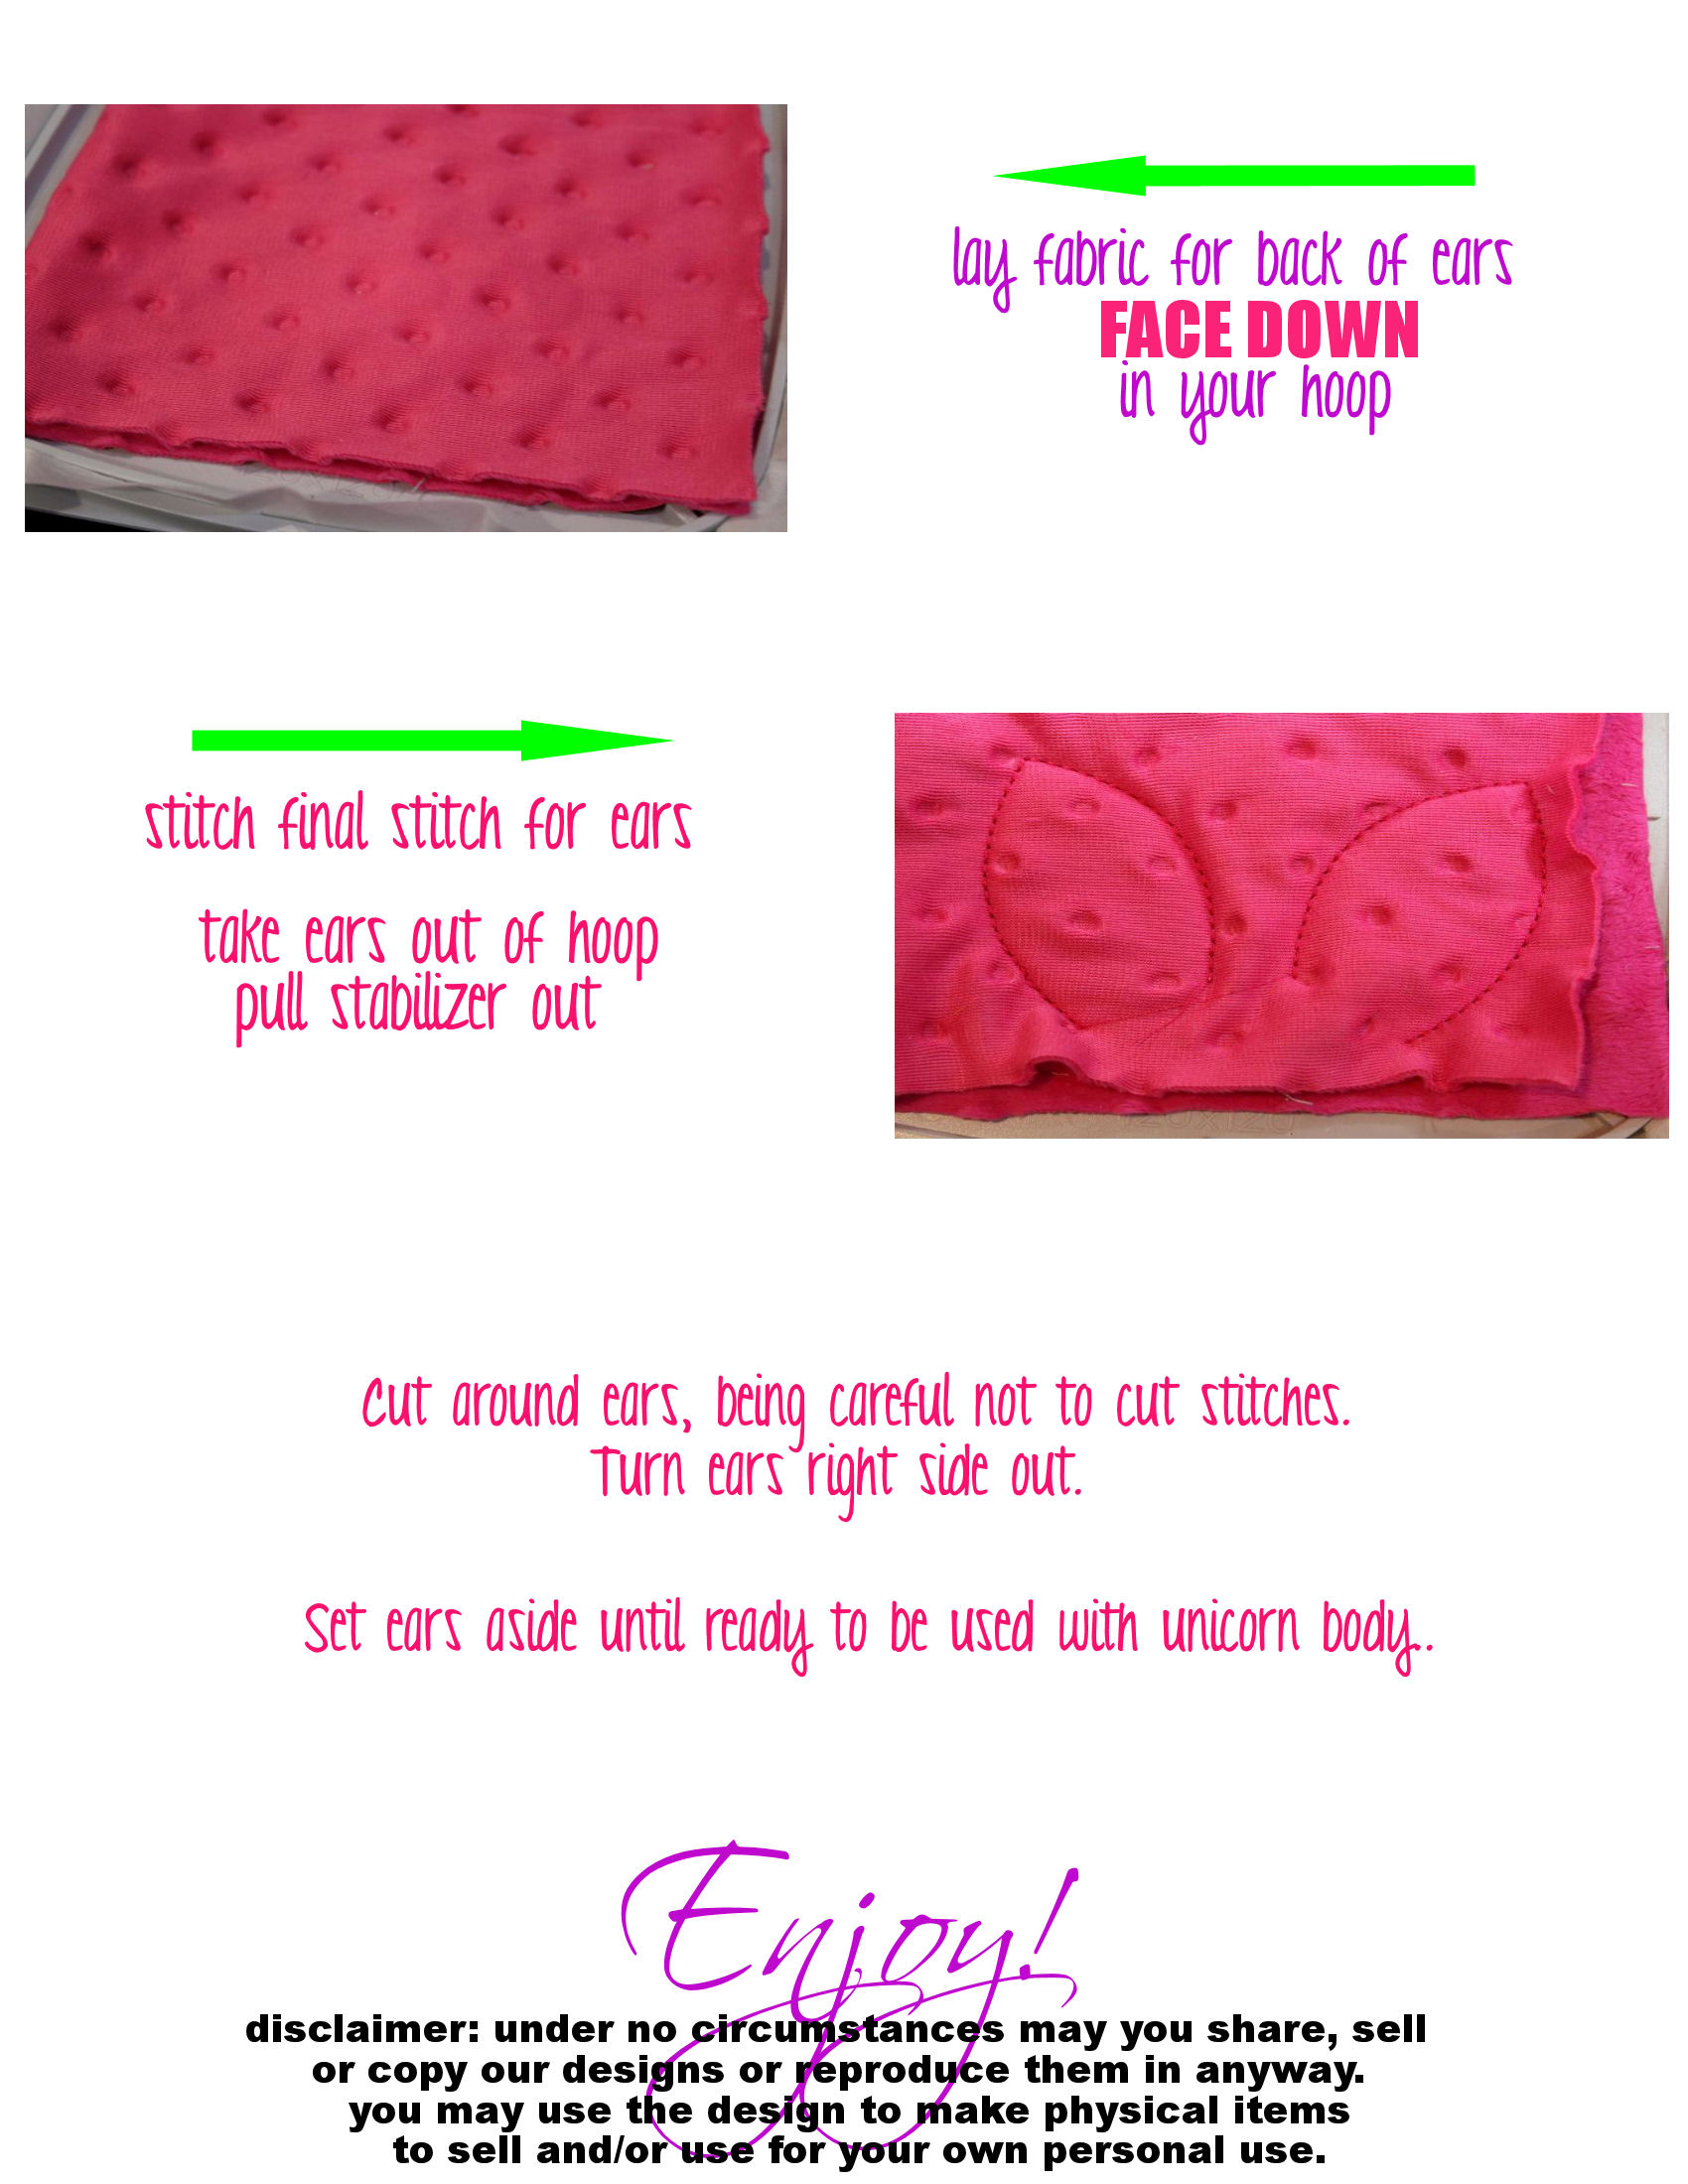 lay fabric for back of ears
FACE DOWN
in your hoop
stitch final stitch for ears
take ears out of hoop
pull stabilizer out
Cut around ears, being careful not to cut stitches.
Turn ears right side out.
Set ears aside until ready to be used with unicorn body..
Enjoy!
disclaimer: under no circumstances may you share, sell
or copy our designs or reproduce them in anyway.
you may use the design to make physical items
to sell and/or use for your own personal use.